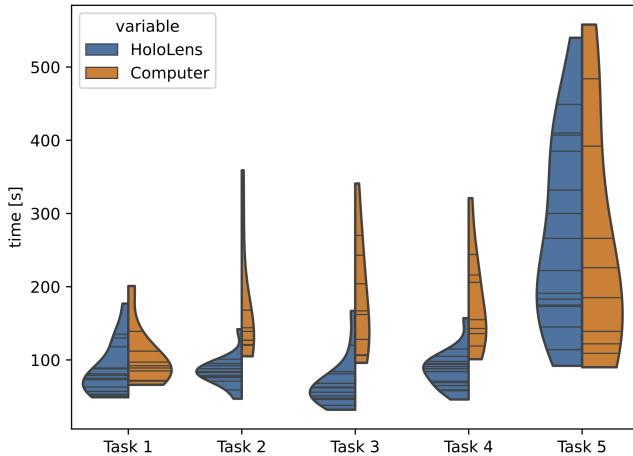 variable
HoloLens
Computer
time [s]
500
400
300
200
100
Task 1 Task 2 Task 3 Task 4 Task 5